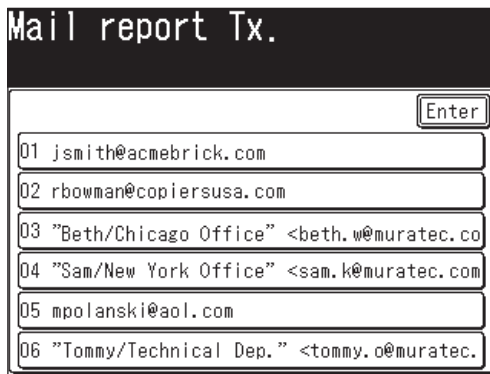 Mail report Tx.
Enter
01 jsmith@acmebrick.com
02 rbowman@copiersusa.com
03 "Beth/Chicago Office" <beth.w@muratec.co
04 "Sam/New York Office" <sam.k@muratec.com
05 mpolanski@aol.com
06 "Tommy/Technical Dep." <tommy.o@muratec.